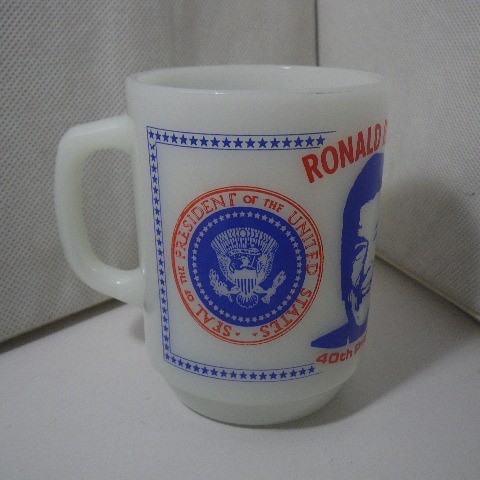 SEAL OF THE PRESIDENT OF THE UNITED STATES
RONALD
40th